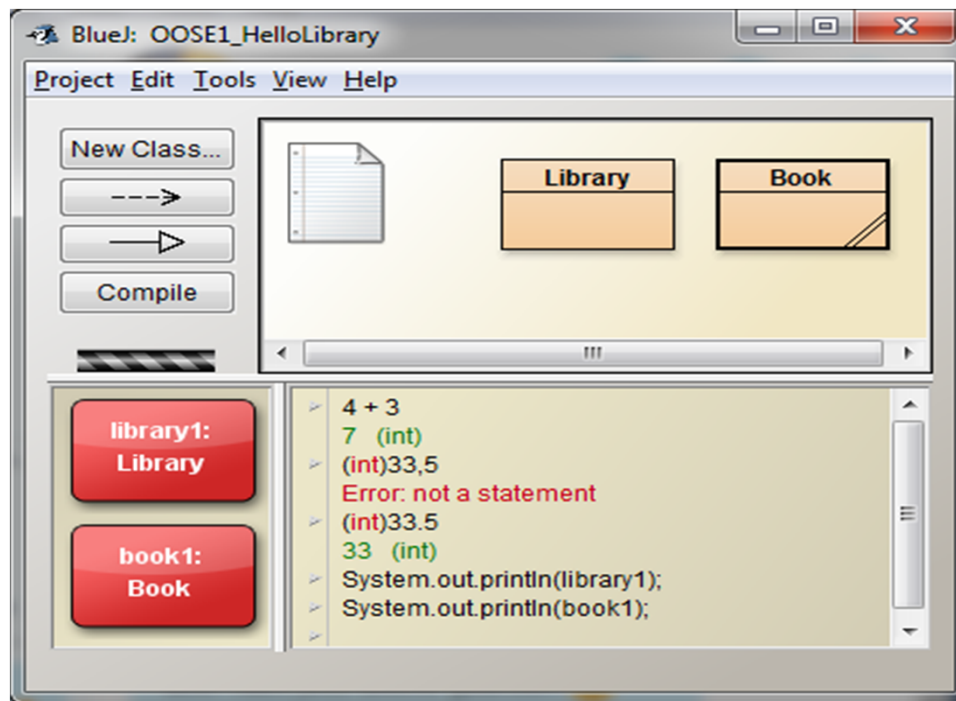 BlueJ: OOSE1_HelloLibrary
Project Edit Tools View Help
New Class...
Compile
Library
Book
library1:
Library
book1:
Book
4 + 3
7 (int)
(int)33,5
Error: not a statement
(int)33.5
33 (int)
System.out.println(library1);
System.out.println(book1);